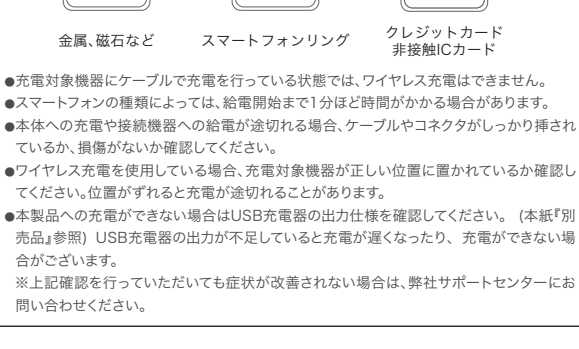 金属、磁石など
スマートフォンリング
クレジットカード
非接触ICカード
●充電対象機器にケーブルで充電を行っている状態では、ワイヤレス充電はできません。
●スマートフォンの種類によっては、給電開始まで1分ほど時間がかかる場合があります。
●本体への充電や接続機器への給電が途切れる場合、ケーブルやコネクタがしっかり挿され
ているか、損傷がないか確認してください。
●ワイヤレス充電を使用している場合、充電対象機器が正しい位置に置かれているか確認し
てください。位置がずれると充電が途切れることがあります。
●本製品への充電ができない場合はUSB充電器の出力仕様を確認してください。 (本紙『別
売品』参照) USB充電器の出力が不足していると充電が遅くなったり、充電ができない場
合がございます。
※上記確認を行っていただいても症状が改善されない場合は、弊社サポートセンターにお
問い合わせください。